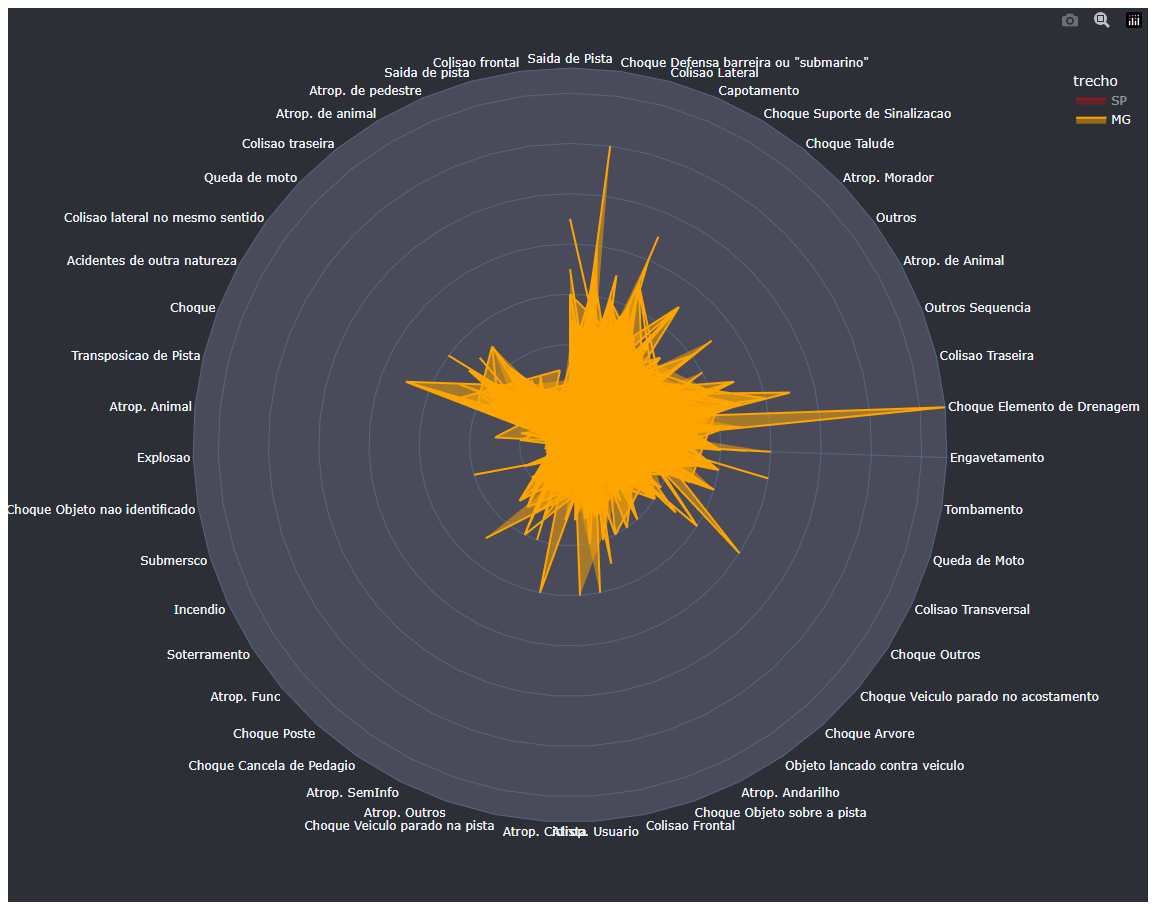 trecho
SP
MG
Saida de Pista
Choque Defensa barreira ou "submarino"
Colisao Lateral
Capotamento
Choque Suporte de Sinalizacao
Choque Talude
Atrop. Morador
Outros
Atrop. de Animal
Outros Sequencia
Colisao Traseira
Choque Elemento de Drenagem
Engavetamento
Tombamento
Queda de Moto
Colisao Transversal
Choque Outros
Choque Veiculo parado no acostamento
Choque Arvore
Objeto lancado contra veiculo
Atrop. Andarilho
Choque Objeto sobre a pista
Colisao Frontal
Usuario
Atrop.
Choque Veiculo parado na pista
Atrop. Outros
Atrop. SemInfo
Choque Cancela de Pedagio
Choque Poste
Atrop. Func
Soterramento
Incendio
Submersco
Choque Objeto nao identificado
Explosao
Atrop. Animal
Transposicao de Pista
Choque
Acidentes de outra natureza
Colisao lateral no mesmo sentido
Queda de moto
Colisao traseira
Atrop. de animal
Atrop. de pedestre
Saida de pista
Colisao frontal